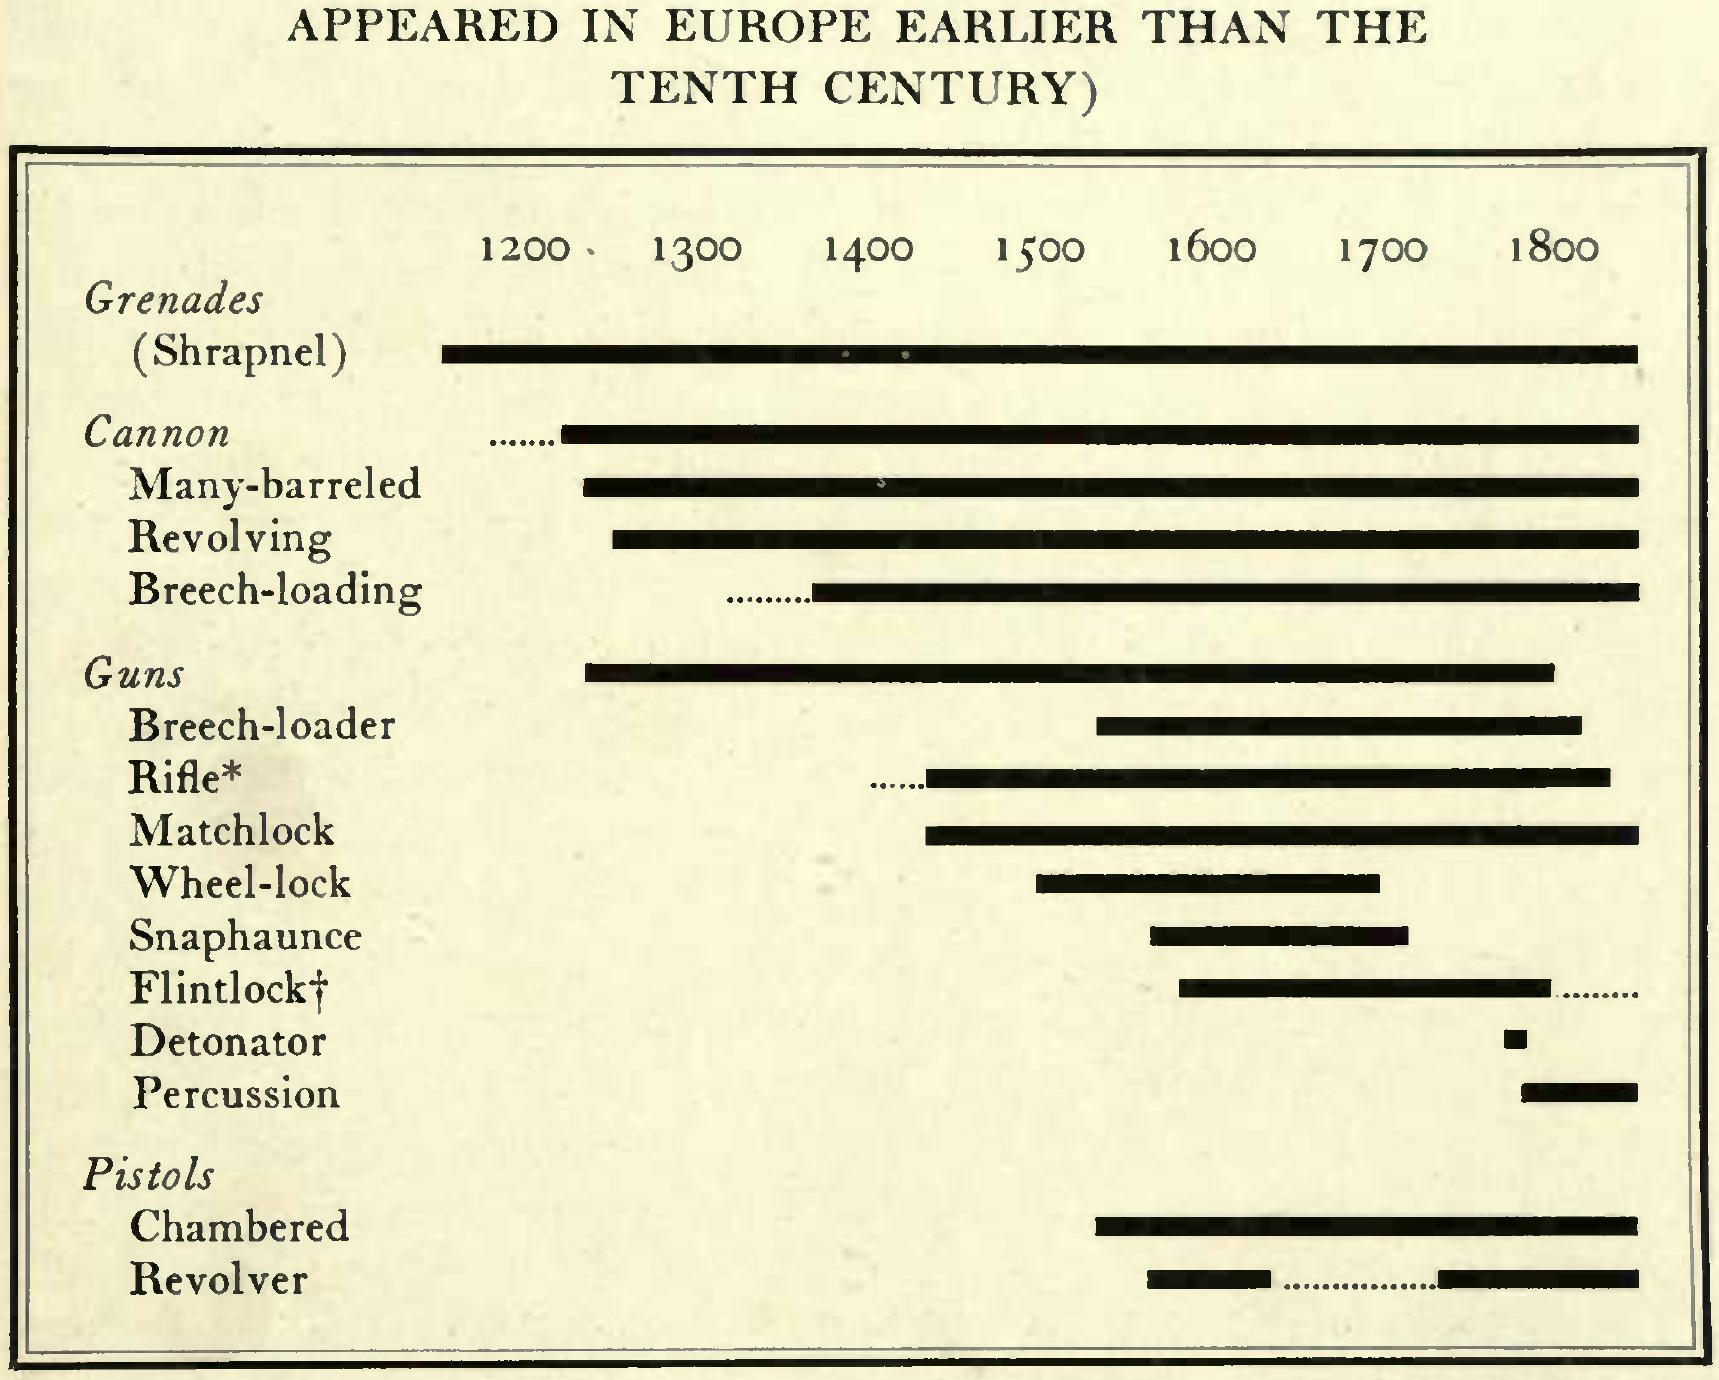 APPEARED IN EUROPE EARLIER THAN THE
TENTH CENTURY)
1200 1300 1400 1500 1600 1700 1800
Grenades
(Shrapnel)
Cannon
Many-barreled
Revolving
Breech-loading
Guns
Breech-loader
Rifle*
Matchlock
Wheel-lock
Snaphaunce
Flintlock†
Detonator
Percussion
Pistols
Chambered
Revolver